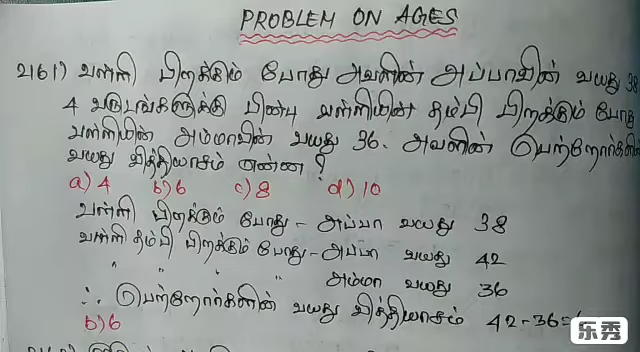 PROBLEM ON AGES
2161) வள்ளி பிறக்கும் போது அவளின் அப்பாவின் வயது 38
4 வருடங்களுக்கு பின்பு வள்ளியின் தம்பி பிறக்கும் போது
வள்ளியின் அம்மாவின் வயது 36. அவளின் பெற்றோர்களின்
வயது வித்தியாசம் என்ன?
a) 4 b) 6 c) 8 d) 10
வள்ளி பிறக்கும் போது - அப்பா வயது 38
வள்ளி தம்பி பிறக்கும் போது - அப்பா வயது 42
" " " அம்மா வயது 36
∴ பெற்றோர்களின் வயது வித்தியாசம் 42-36=
b) 6
乐秀